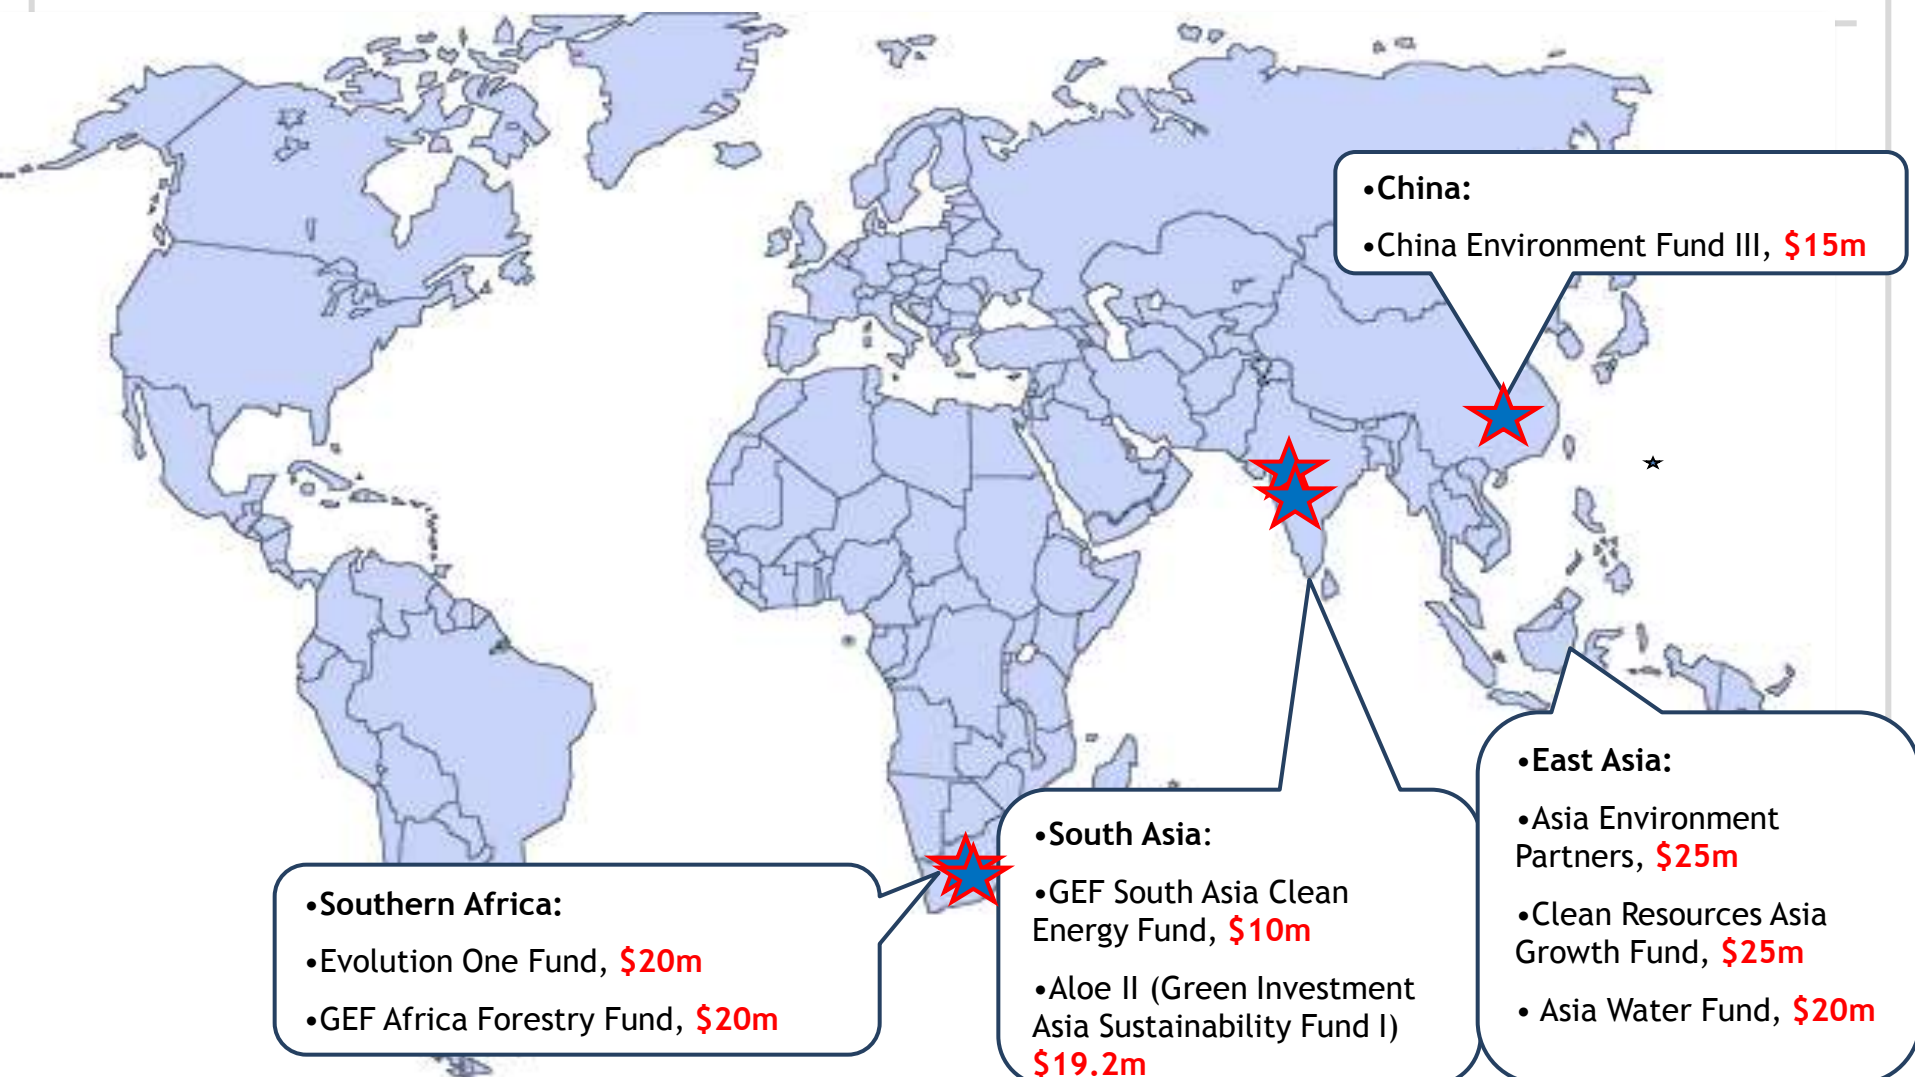 •China:
•China Environment Fund III, $15m
•East Asia:
•Asia Environment
Partners, $25m
•Clean Resources Asia
Growth Fund, $25m
• Asia Water Fund, $20m
•South Asia:
•GEF South Asia Clean
Energy Fund, $10m
•Aloe II (Green Investment
Asia Sustainability Fund I)
$19.2m
•Southern Africa:
•Evolution One Fund, $20m
•GEF Africa Forestry Fund, $20m